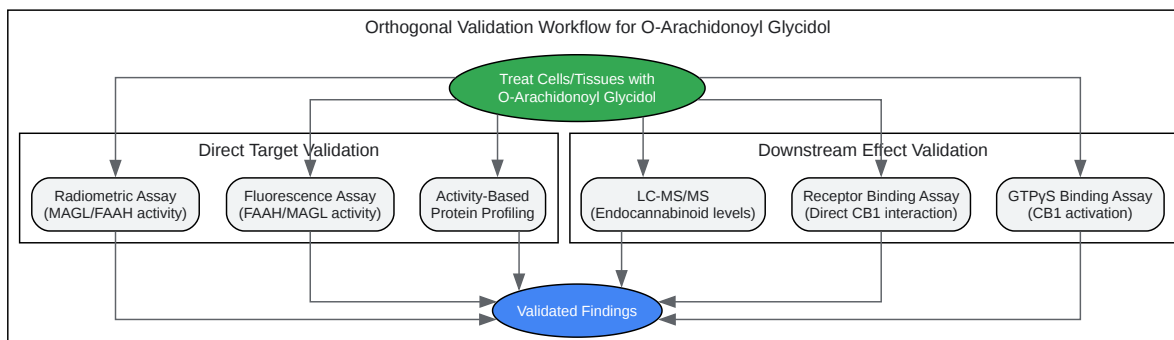 Orthogonal Validation Workflow for O-Arachidonoyl Glycidol
Treat Cells/Tissues with
O-Arachidonoyl Glycidol
Direct Target Validation
Radiometric Assay
(MAGL/FAAH activity)
Fluorescence Assay
(FAAH/MAGL activity)
Activity-Based
Protein Profiling
Downstream Effect Validation
LC-MS/MS
(Endocannabinoid levels)
Receptor Binding Assay
(Direct CB1 interaction)
GTPγS Binding Assay
(CB1 activation)
Validated Findings